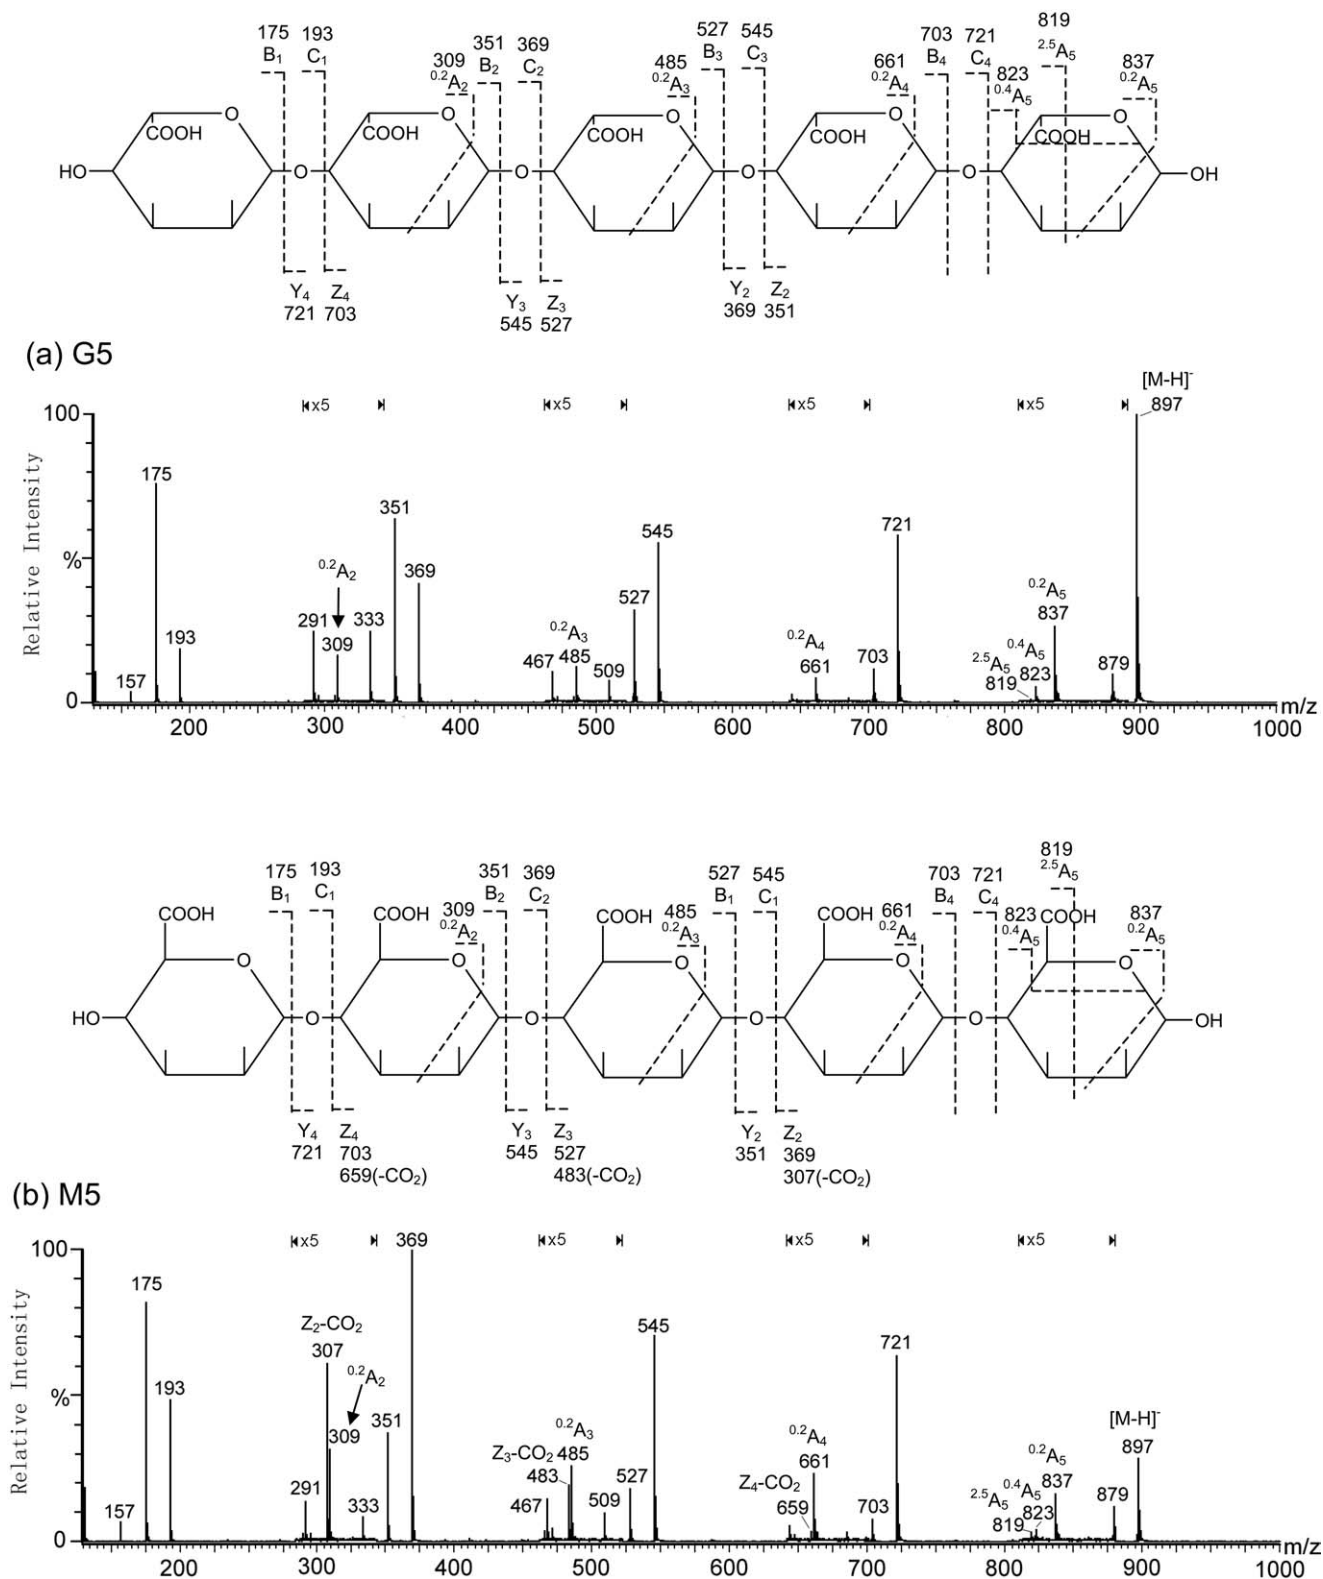 175 193 309 351 369 485 527 545 661 703 721 823 819 837
B₁ C₁ ⁰·²A₂ B₂ C₂ ⁰·²A₃ B₃ C₃ ⁰·²A₄ B₄ C₄ ⁰·⁴A₅ ²·⁵A₅ ⁰·²A₅
COOH COOH COOH COOH COOH
HO O O O O O O O O O OH
Y₄ Z₄ Y₃ Z₃ Y₂ Z₂
721 703 545 527 369 351
(a) G5
[M-H]⁻
x5 x5 x5 x5 897
100
Relative Intensity
%
0
175
351
545
721
⁰·²A₂
369
⁰·²A₅
527
837
291 333
⁰·²A₃
⁰·²A₄
193
309
467 485
661
703
²·⁵A₅ ⁰·⁴A₅
879
157
509
819 823
200 300 400 500 600 700 800 900 1000
m/z
175 193 309 351 369 485 527 545 661 703 721 823 819 837
B₁ C₁ ⁰·²A₂ B₂ C₂ ⁰·²A₃ B₁ C₁ ⁰·²A₄ B₄ C₄ ⁰·⁴A₅ ²·⁵A₅ ⁰·²A₅
COOH COOH COOH COOH COOH
HO O O O O O O O O O OH
Y₄ Z₄ Y₃ Z₃ Y₂ Z₂
721 703 545 527 351 369
659(-CO₂) 483(-CO₂) 307(-CO₂)
(b) M5
x5 369 x5 x5 x5
100
Relative Intensity
%
0
175
Z₂-CO₂
545
721
307
⁰·²A₂
193
351
⁰·²A₃
⁰·²A₄
[M-H]⁻
309
Z₃-CO₂ 485
661
⁰·²A₅
897
483
Z₄-CO₂
837
291
467
527
659
²·⁵A₅ ⁰·⁴A₅
879
157
333
509
703
819 823
200 300 400 500 600 700 800 900 1000
m/z